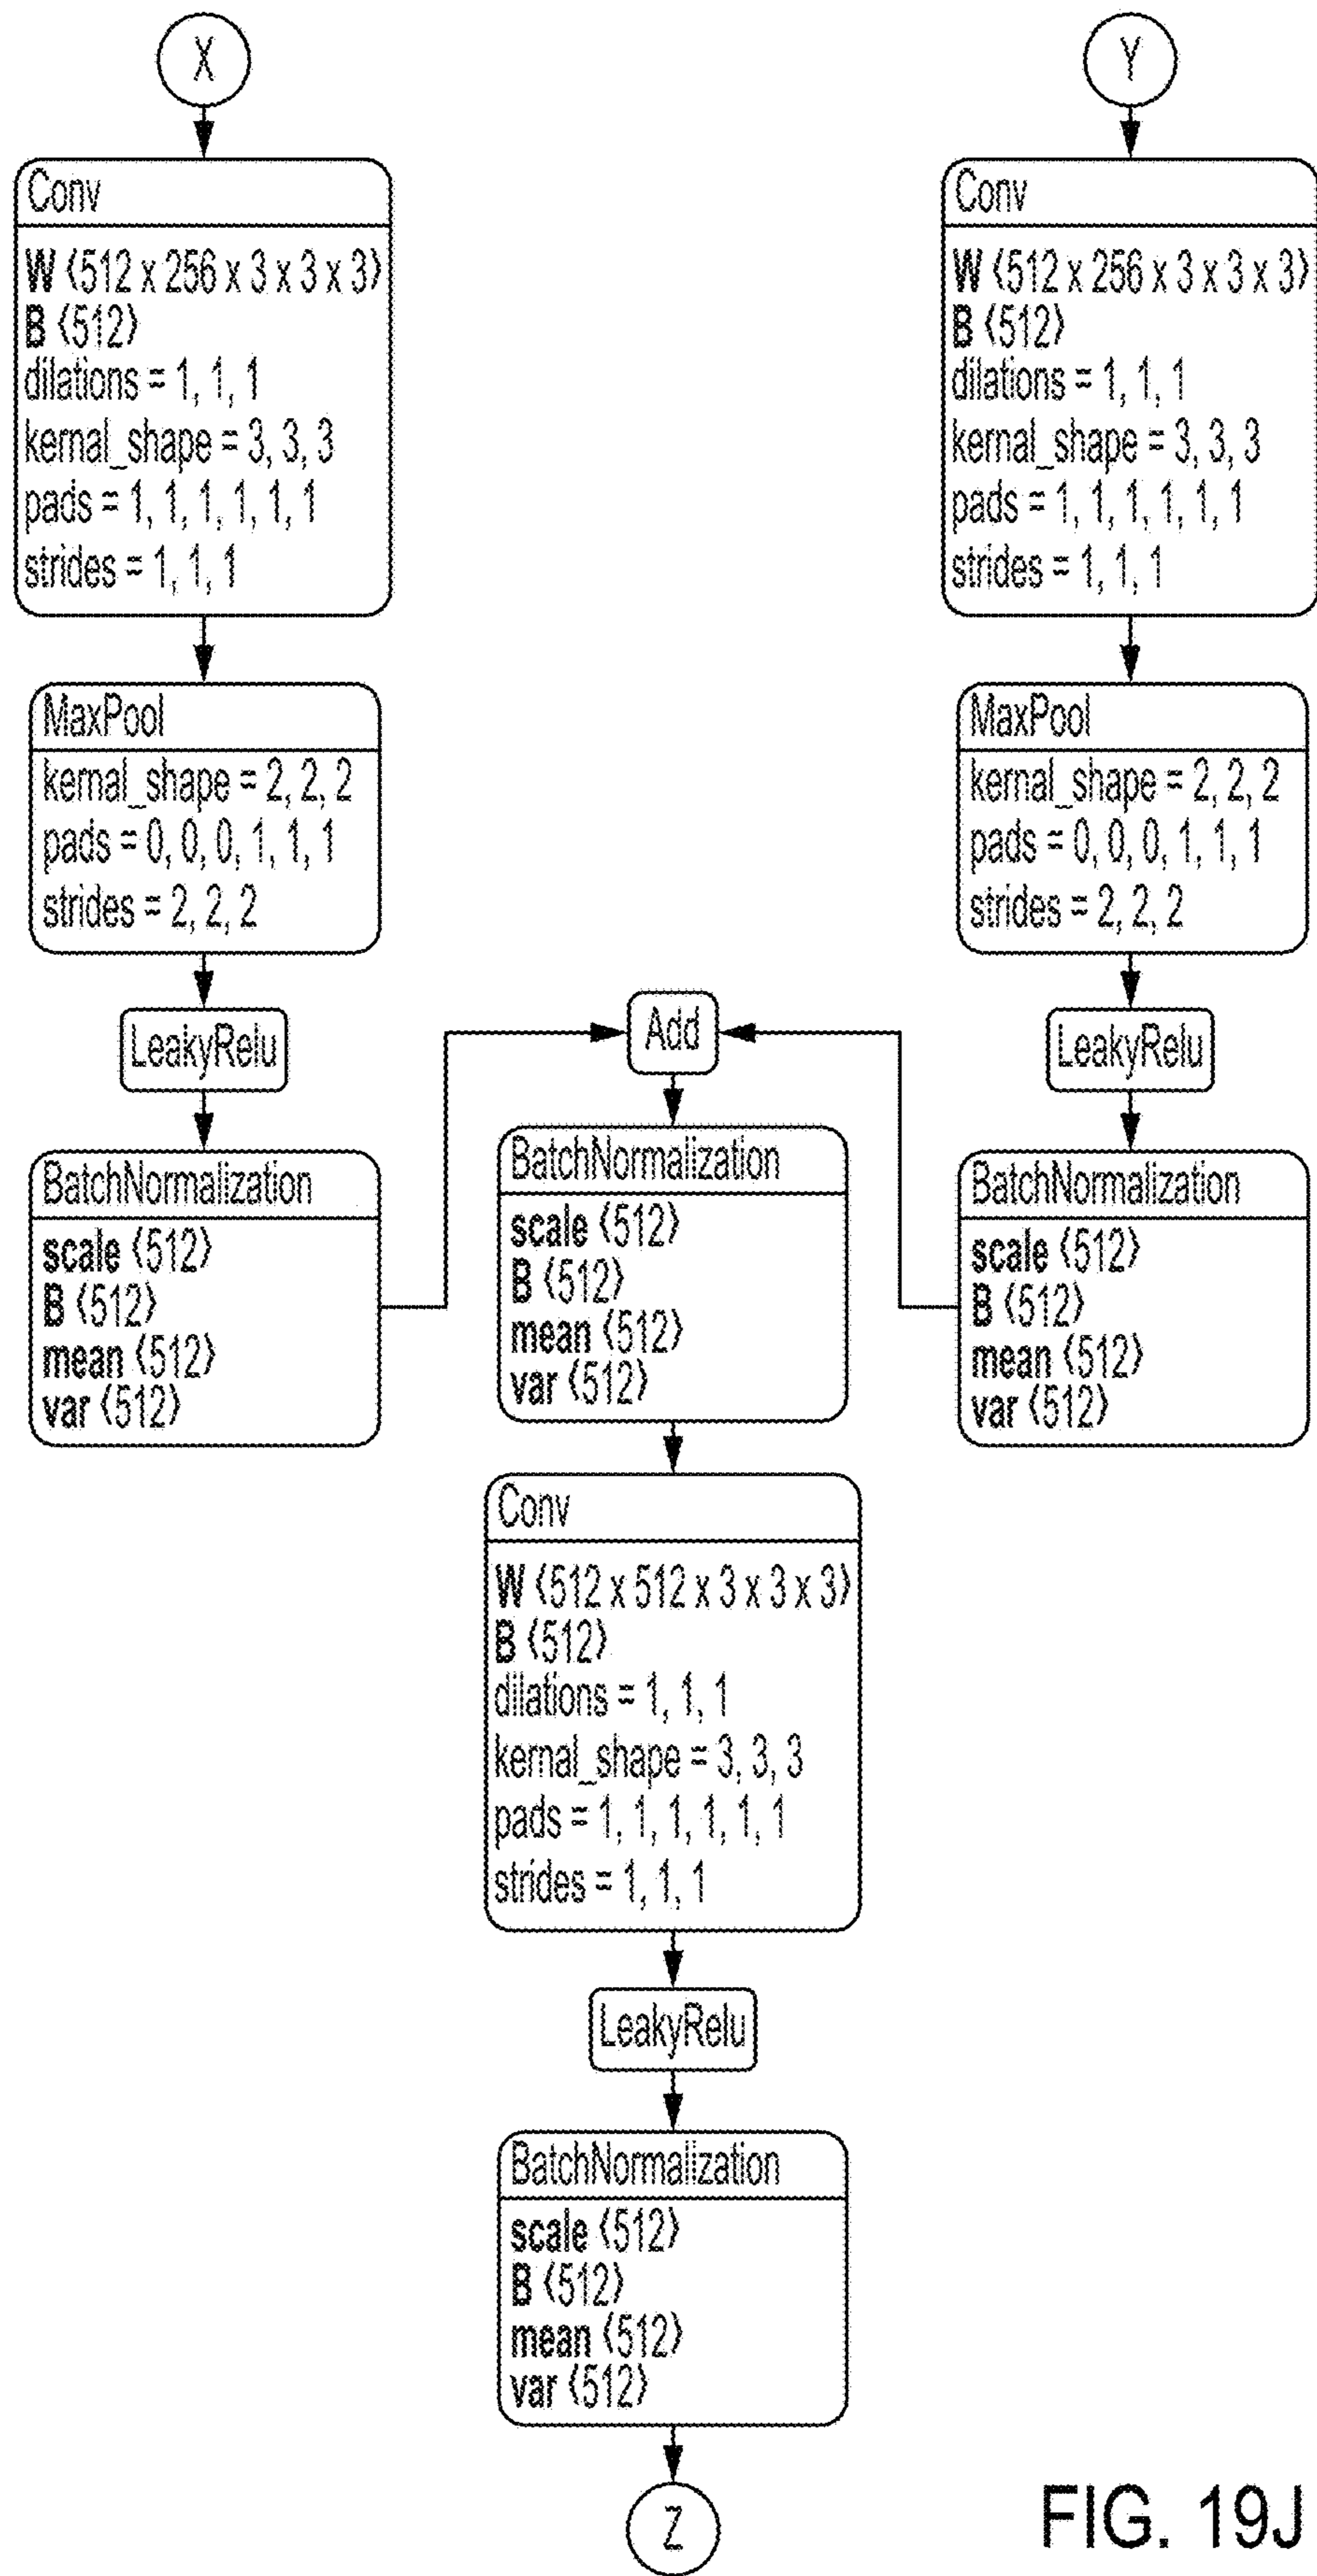 X
Conv
W ⟨512 x 256 x 3 x 3 x 3⟩
B ⟨512⟩
dilations = 1, 1, 1
kernal_shape = 3, 3, 3
pads = 1, 1, 1, 1, 1, 1
strides = 1, 1, 1
MaxPool
kernal_shape = 2, 2, 2
pads = 0, 0, 0, 1, 1, 1
strides = 2, 2, 2
LeakyRelu
BatchNormalization
scale ⟨512⟩
B ⟨512⟩
mean ⟨512⟩
var ⟨512⟩
Y
Conv
W ⟨512 x 256 x 3 x 3 x 3⟩
B ⟨512⟩
dilations = 1, 1, 1
kernal_shape = 3, 3, 3
pads = 1, 1, 1, 1, 1, 1
strides = 1, 1, 1
MaxPool
kernal_shape = 2, 2, 2
pads = 0, 0, 0, 1, 1, 1
strides = 2, 2, 2
LeakyRelu
BatchNormalization
scale ⟨512⟩
B ⟨512⟩
mean ⟨512⟩
var ⟨512⟩
Add
BatchNormalization
scale ⟨512⟩
B ⟨512⟩
mean ⟨512⟩
var ⟨512⟩
Conv
W ⟨512 x 512 x 3 x 3 x 3⟩
B ⟨512⟩
dilations = 1, 1, 1
kernal_shape = 3, 3, 3
pads = 1, 1, 1, 1, 1, 1
strides = 1, 1, 1
LeakyRelu
BatchNormalization
scale ⟨512⟩
B ⟨512⟩
mean ⟨512⟩
var ⟨512⟩
Z
FIG. 19J